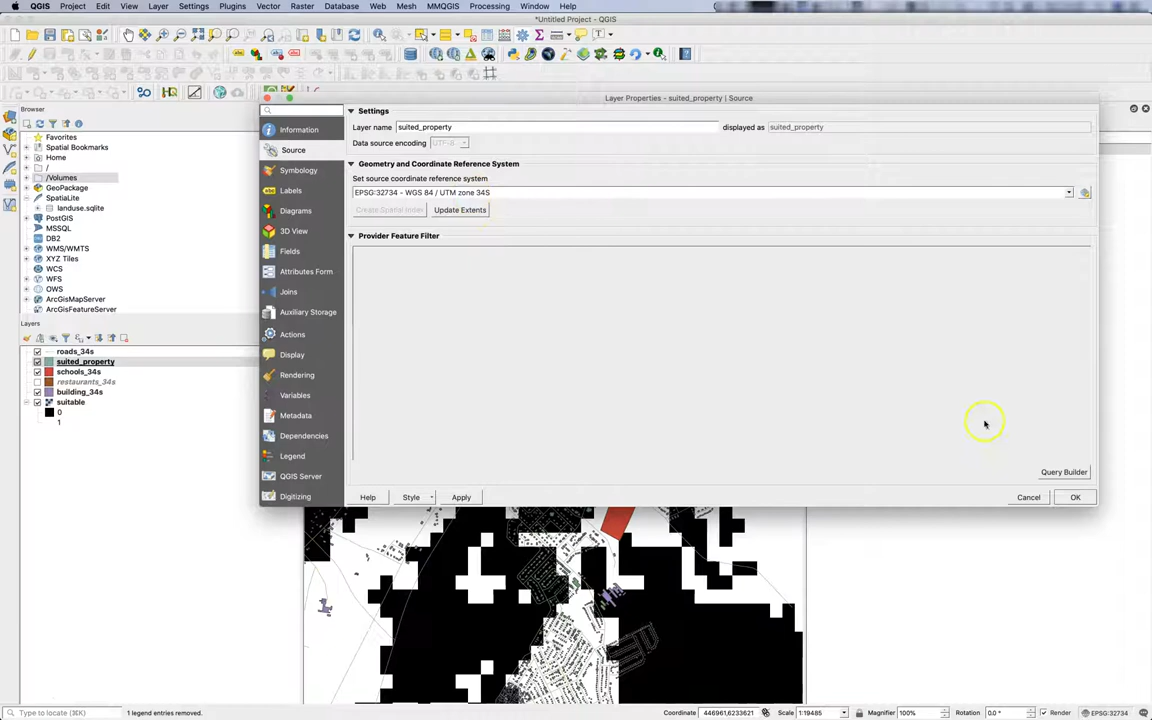 QGIS Project Edit View Layer Settings Plugins Vector Raster Database Web Mesh MMQGIS Processing Window Help
*Untitled Project - QGIS
Browser
Favorites
Spatial Bookmarks
Home
/
/Volumes
GeoPackage
SpatiaLite
landuse.sqlite
PostGIS
MSSQL
DB2
WMS/WMTS
XYZ Tiles
WCS
WFS
OWS
ArcGisMapServer
ArcGisFeatureServer
Layers
roads_34s
suited_property
schools_34s
restaurants_34s
building_34s
suitable
0
1
Layer Properties - suited_property | Source
Information
Source
Symbology
Labels
Diagrams
3D View
Fields
Attributes Form
Joins
Auxiliary Storage
Actions
Display
Rendering
Variables
Metadata
Dependencies
Legend
QGIS Server
Digitizing
Settings
Layer name suited_property displayed as suited_property
Data source encoding UTF-8
Geometry and Coordinate Reference System
Set source coordinate reference system
EPSG:32734 - WGS 84 / UTM zone 34S
Create Spatial Index Update Extents
Provider Feature Filter
Query Builder
Help Style Apply Cancel OK
Type to locate (⌘K) 1 legend entries removed. Coordinate 446961,6233621 Scale 1:19485 Magnifier 100% Rotation 0.0 ° Render EPSG:32734